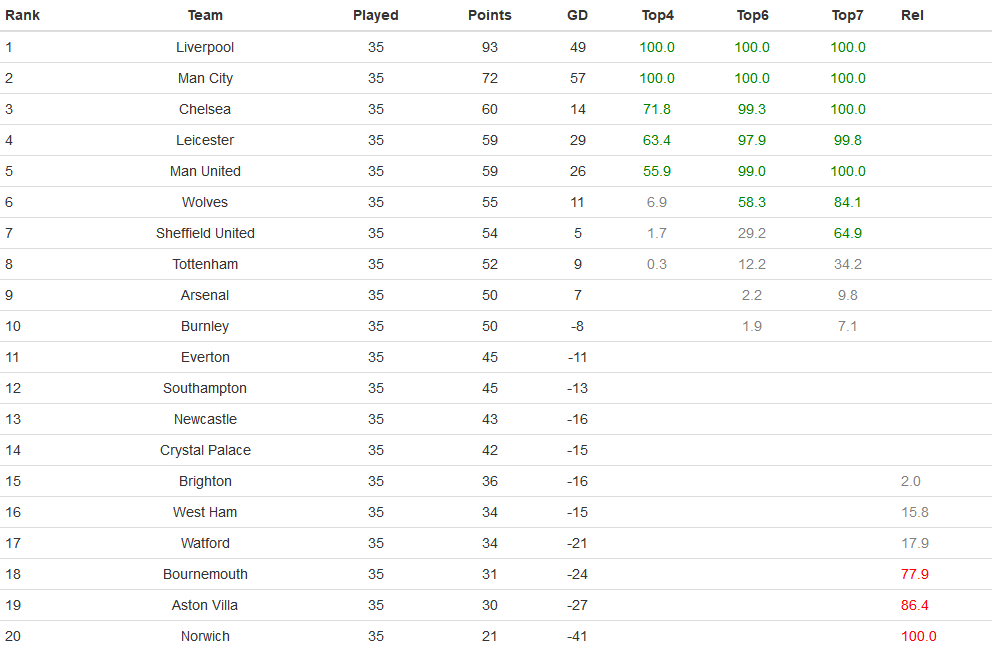 Rank Team Played Points GD Top4 Top6 Top7 Rel
1 Liverpool 35 93 49 100.0 100.0 100.0
2 Man City 35 72 57 100.0 100.0 100.0
3 Chelsea 35 60 14 71.8 99.3 100.0
4 Leicester 35 59 29 63.4 97.9 99.8
5 Man United 35 59 26 55.9 99.0 100.0
6 Wolves 35 55 11 6.9 58.3 84.1
7 Sheffield United 35 54 5 1.7 29.2 64.9
8 Tottenham 35 52 9 0.3 12.2 34.2
9 Arsenal 35 50 7 2.2 9.8
10 Burnley 35 50 -8 1.9 7.1
11 Everton 35 45 -11
12 Southampton 35 45 -13
13 Newcastle 35 43 -16
14 Crystal Palace 35 42 -15
15 Brighton 35 36 -16 2.0
16 West Ham 35 34 -15 15.8
17 Watford 35 34 -21 17.9
18 Bournemouth 35 31 -24 77.9
19 Aston Villa 35 30 -27 86.4
20 Norwich 35 21 -41 100.0